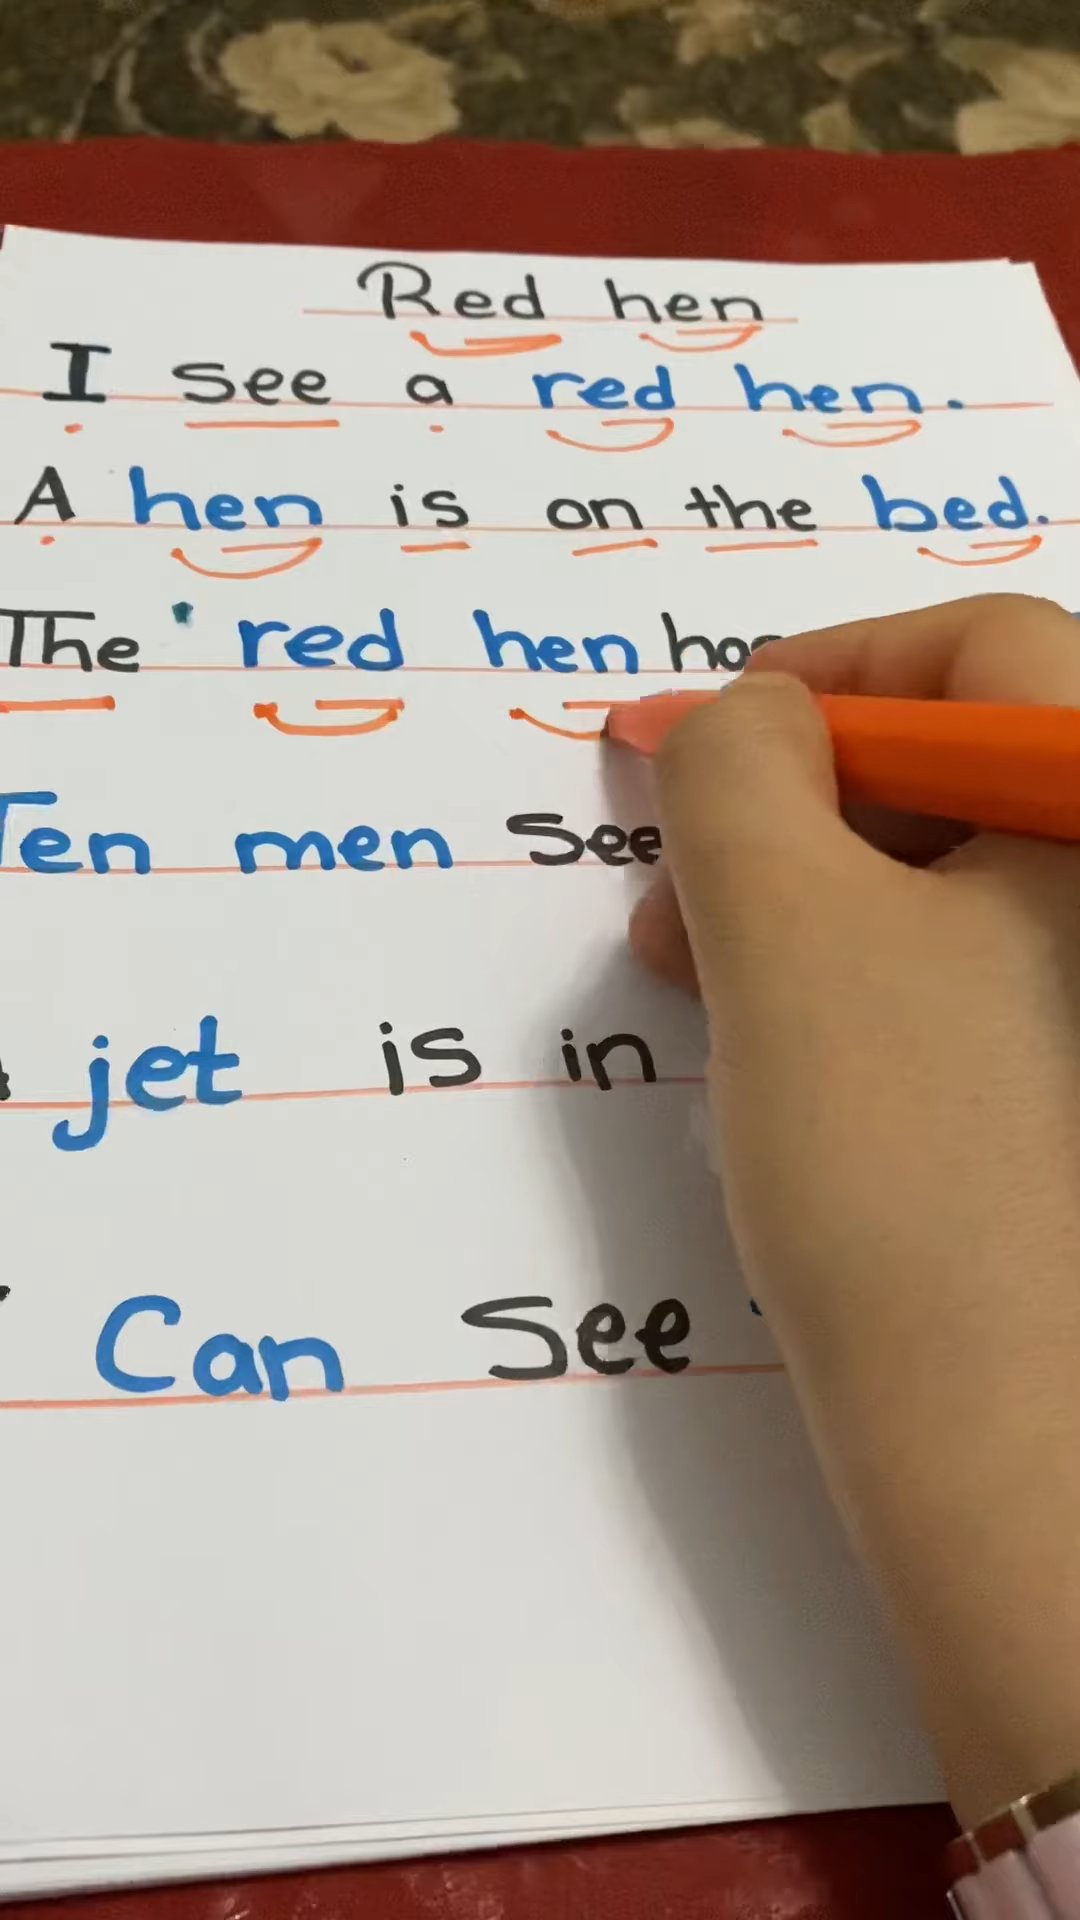 Red hen
I see a red hen.
A hen is on the bed.
The red hen
Ten men See
jet is in
Can See